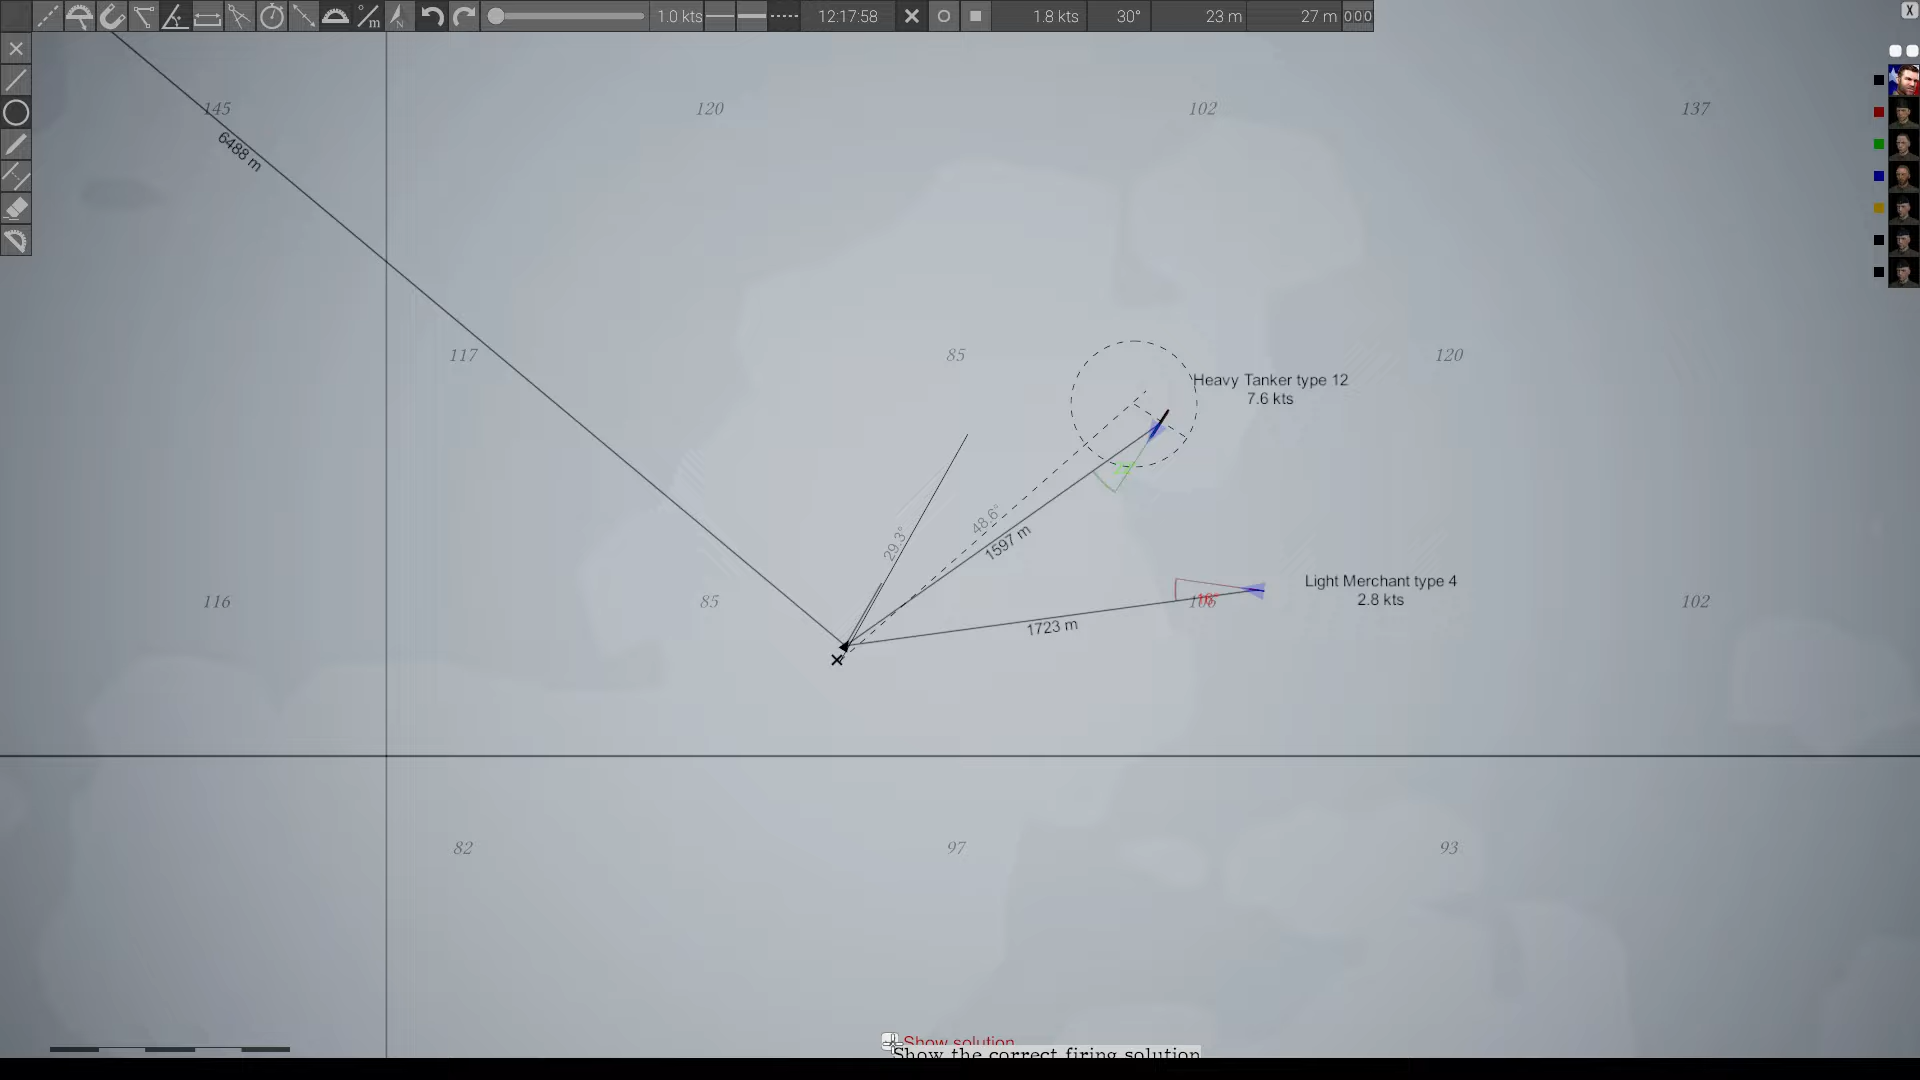 1.0 kts 12:17:58 1.8 kts 30° 23 m 27 m 000
X
145 120 102 137
6488 m
117 85 120
Heavy Tanker type 12
7.6 kts
48.6°
29.3°
1597 m
Light Merchant type 4
2.8 kts
116 85 106 102
1723 m
82 97 93
Show solution
Show the correct firing solution